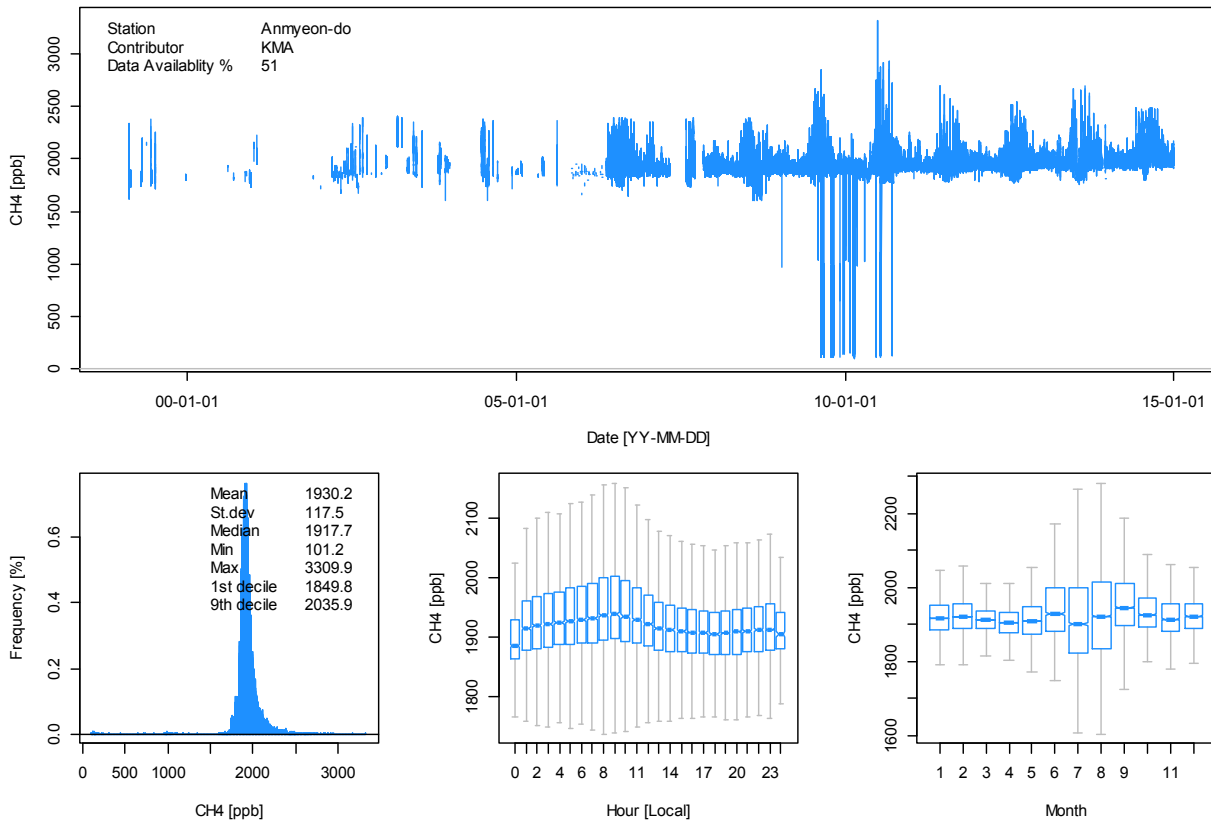 Station Anmyeon-do
Contributor KMA
Data Availablity % 51
CH4 [ppb]
3000
2500
2000
1500
1000
500
0
00-01-01 05-01-01 10-01-01 15-01-01
Date [YY-MM-DD]
Frequency [%]
0.6
0.4
0.2
0.0
Mean 1930.2
St.dev 117.5
Median 1917.7
Min 101.2
Max 3309.9
1st decile 1849.8
9th decile 2035.9
0 500 1000 2000 3000
CH4 [ppb]
CH4 [ppb]
2100
2000
1900
1800
0 2 4 6 8 11 14 17 20 23
Hour [Local]
CH4 [ppb]
2200
2000
1800
1600
1 2 3 4 5 6 7 8 9 11
Month